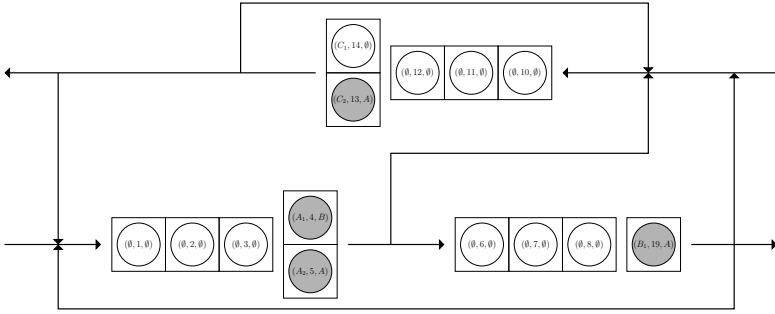 (C₁, 14, ∅)
(∅, 12, ∅) (∅, 11, ∅) (∅, 10, ∅)
(C₂, 13, A)
(A₁, 4, B)
(∅, 1, ∅) (∅, 2, ∅) (∅, 3, ∅) (∅, 6, ∅) (∅, 7, ∅) (∅, 8, ∅) (B₁, 19, A)
(A₂, 5, A)